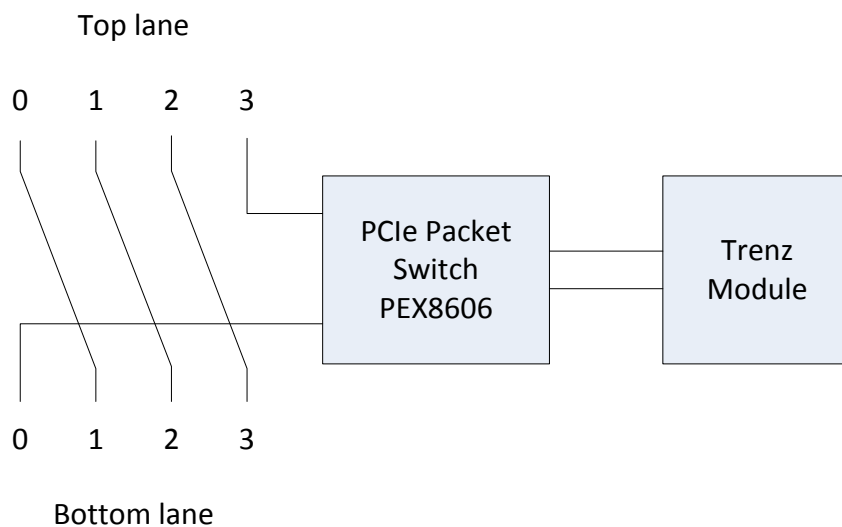 Top lane
0 1 2 3
PCIe Packet
Switch
PEX8606
Trenz
Module
0 1 2 3
Bottom lane